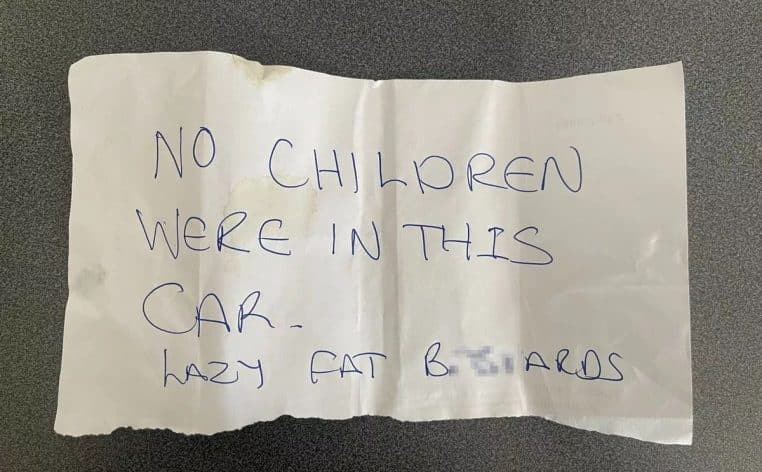 NO CHILDREN
WERE IN THIS
CAR.
LAZY FAT